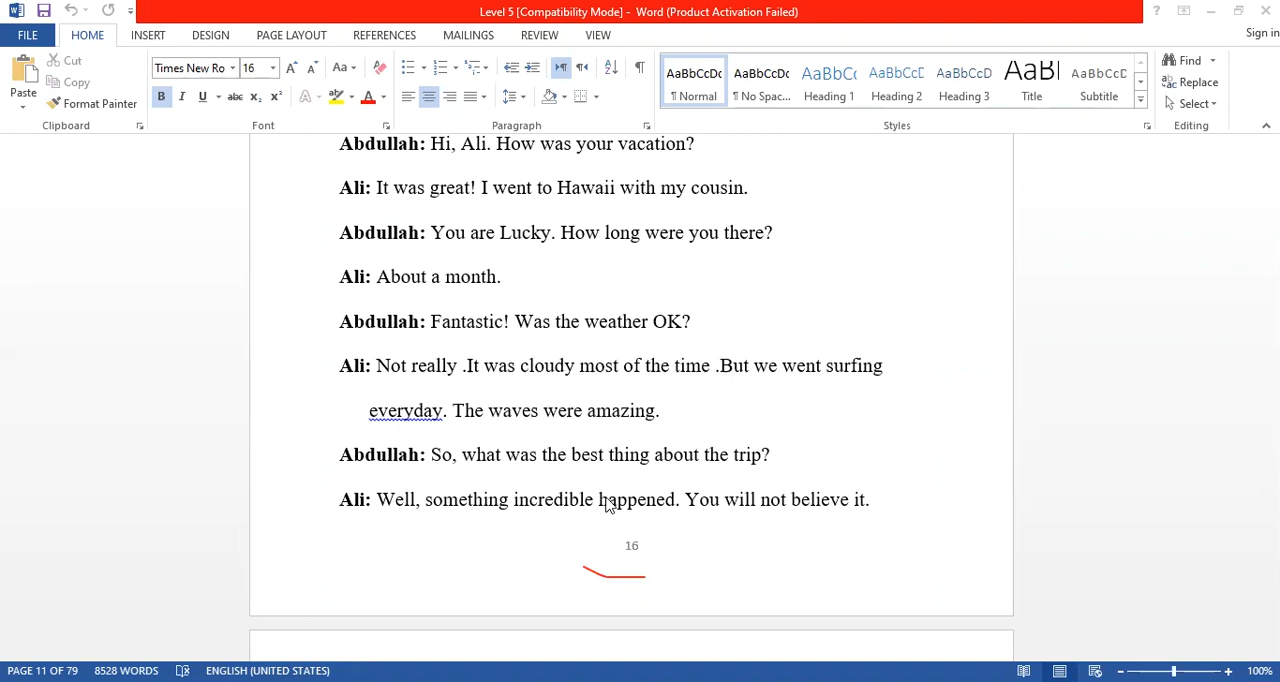 Level 5 [Compatibility Mode] - Word (Product Activation Failed)
FILE HOME INSERT DESIGN PAGE LAYOUT REFERENCES MAILINGS REVIEW VIEW Sign in
Paste
Cut
Copy
Format Painter
Clipboard
Times New Ro 16
Font
Paragraph
AaBbCcDc AaBbCcDc AaBbCc AaBbCcC AaBbCcD AaBl AaBbCcD
¶ Normal ¶ No Spac... Heading 1 Heading 2 Heading 3 Title Subtitle
Styles
Find
Replace
Select
Editing
Abdullah: Hi, Ali. How was your vacation?
Ali: It was great! I went to Hawaii with my cousin.
Abdullah: You are Lucky. How long were you there?
Ali: About a month.
Abdullah: Fantastic! Was the weather OK?
Ali: Not really .It was cloudy most of the time .But we went surfing
everyday. The waves were amazing.
Abdullah: So, what was the best thing about the trip?
Ali: Well, something incredible happened. You will not believe it.
16
PAGE 11 OF 79 8528 WORDS ENGLISH (UNITED STATES) 100%